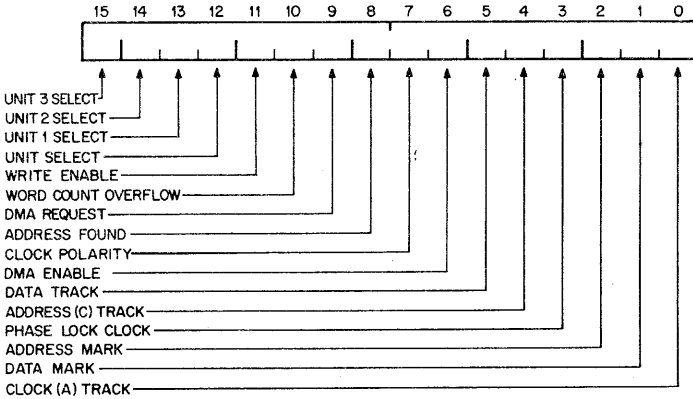 15 14 13 12 11 10 9 8 7 6 5 4 3 2 1 0
UNIT 3 SELECT
UNIT 2 SELECT
UNIT 1 SELECT
UNIT SELECT
WRITE ENABLE
WORD COUNT OVERFLOW
DMA REQUEST
ADDRESS FOUND
CLOCK POLARITY
DMA ENABLE
DATA TRACK
ADDRESS (C) TRACK
PHASE LOCK CLOCK
ADDRESS MARK
DATA MARK
CLOCK (A) TRACK